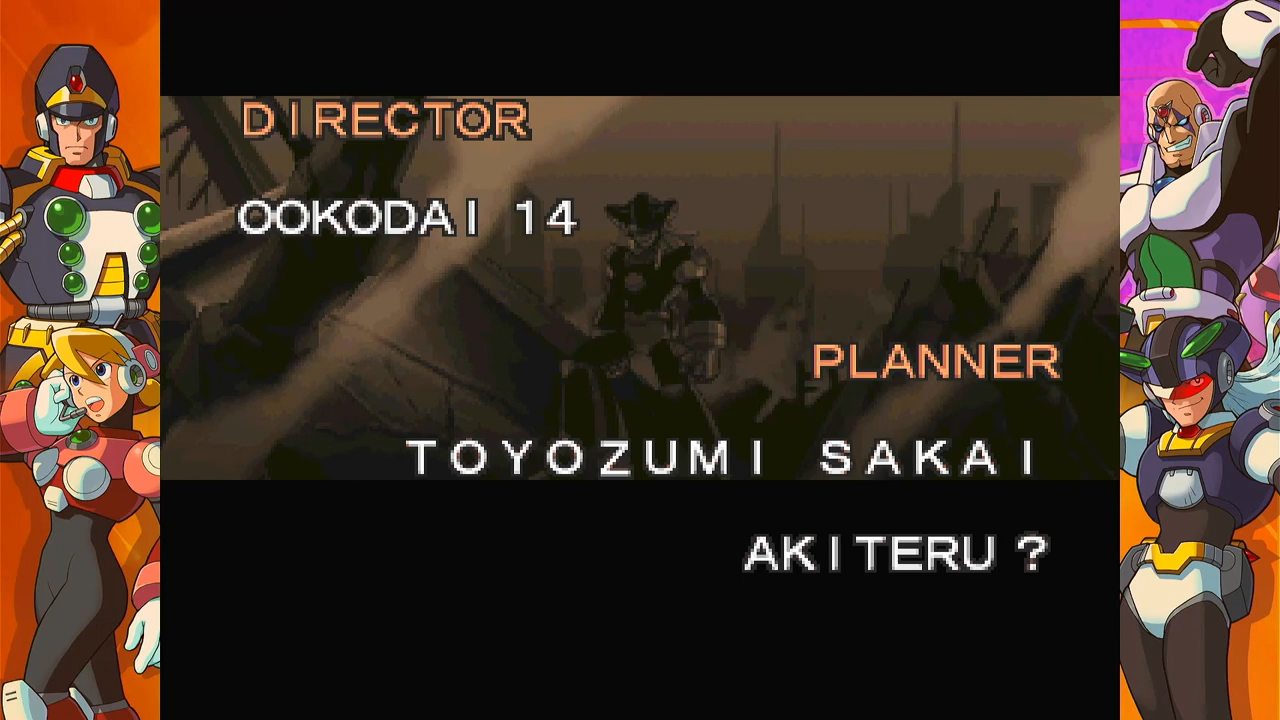 DIRECTOR
OOKODAI 14
PLANNER
TOYOZUMI SAKAI
AKITERU ?